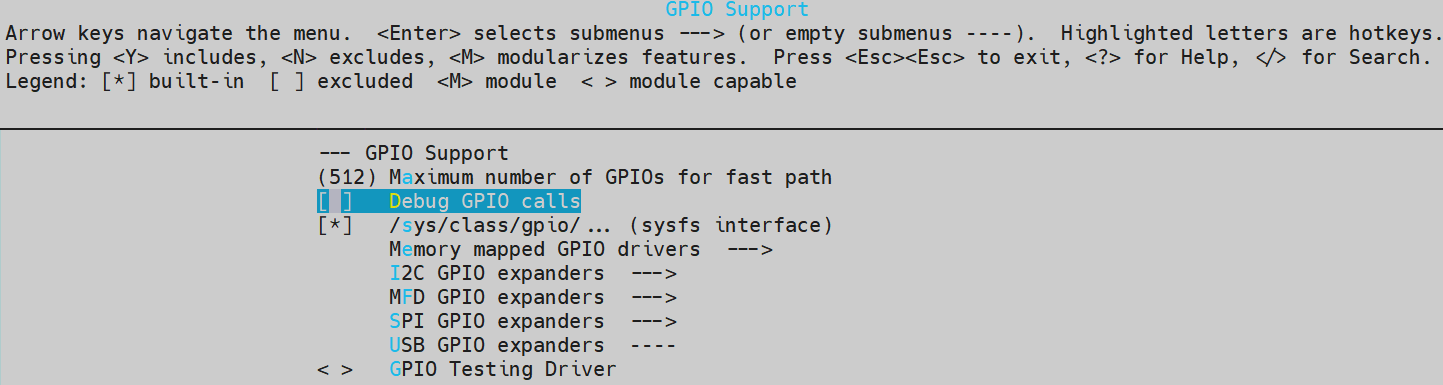 GPIO Support
Arrow keys navigate the menu.  <Enter> selects submenus ---> (or empty submenus ----).  Highlighted letters are hotkeys.
Pressing <Y> includes, <N> excludes, <M> modularizes features.  Press <Esc><Esc> to exit, <?> for Help, </> for Search.
Legend: [*] built-in  [ ] excluded  <M> module  < > module capable
--- GPIO Support
(512) Maximum number of GPIOs for fast path
[ ]   Debug GPIO calls
[*]   /sys/class/gpio/... (sysfs interface)
Memory mapped GPIO drivers  --->
I2C GPIO expanders  --->
MFD GPIO expanders  --->
SPI GPIO expanders  --->
USB GPIO expanders  ----
< >   GPIO Testing Driver